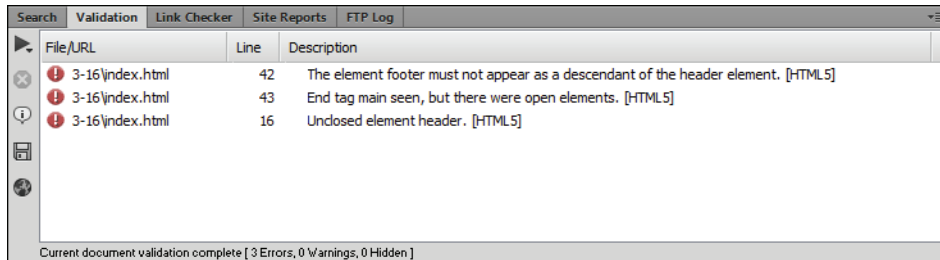 Search Validation Link Checker Site Reports FTP Log
File/URL Line Description
3-16\index.html 42 The element footer must not appear as a descendant of the header element. [HTML5]
3-16\index.html 43 End tag main seen, but there were open elements. [HTML5]
3-16\index.html 16 Unclosed element header. [HTML5]
Current document validation complete [ 3 Errors, 0 Warnings, 0 Hidden ]